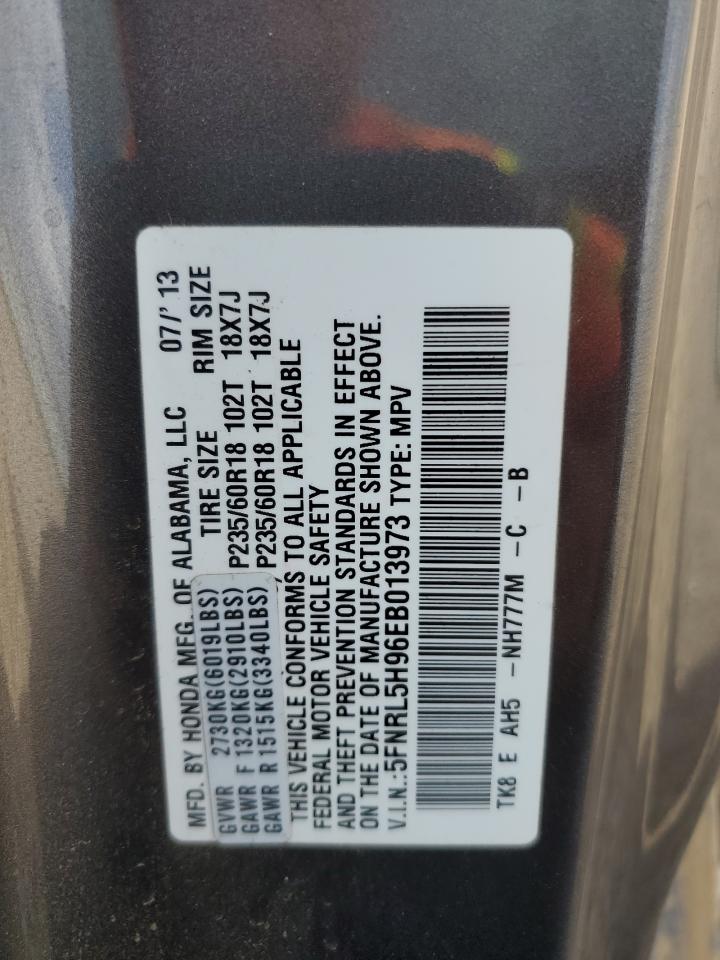 MFD. BY HONDA MFG. OF ALABAMA, LLC 07/' 13
GVWR 2730KG(6019LBS) TIRE SIZE RIM SIZE
GAWR F 1320KG(2910LBS) P235/60R18 102T 18X7J
GAWR R 1515KG(3340LBS) P235/60R18 102T 18X7J
THIS VEHICLE CONFORMS TO ALL APPLICABLE
FEDERAL MOTOR VEHICLE SAFETY
AND THEFT PREVENTION STANDARDS IN EFFECT
ON THE DATE OF MANUFACTURE SHOWN ABOVE.
V.I.N.:5FNRL5H96EB013973 TYPE: MPV
TK8 E AH5 -NH777M -C -B